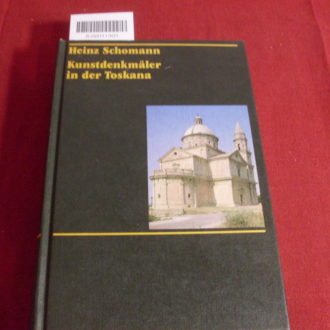 Heinz Schomann
Kunstdenkmäler
in der Toskana